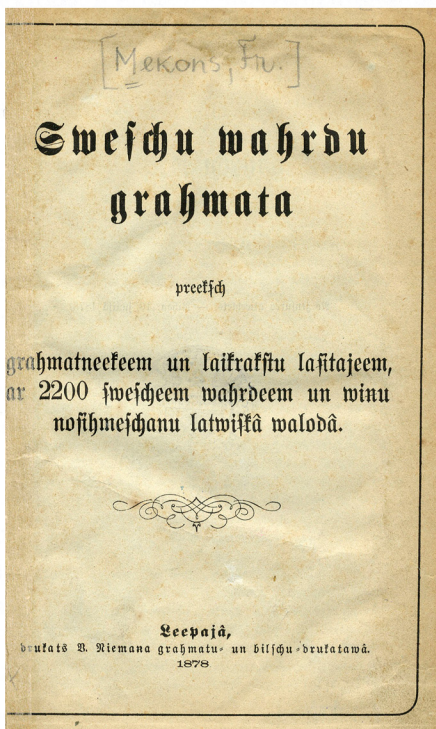 [Mekons, Fr.]
Sweſchu wahrdu
grahmata
preekſch
grahmatneekeem un laikrakſtu laſitajeem,
ar 2200 ſweſcheem wahrdeem un winu
noſihmeſchanu latwiſkâ walodâ.
Leepajâ,
drukats V. Niemana grahmatu- un bilſchu-drukatawâ.
1878